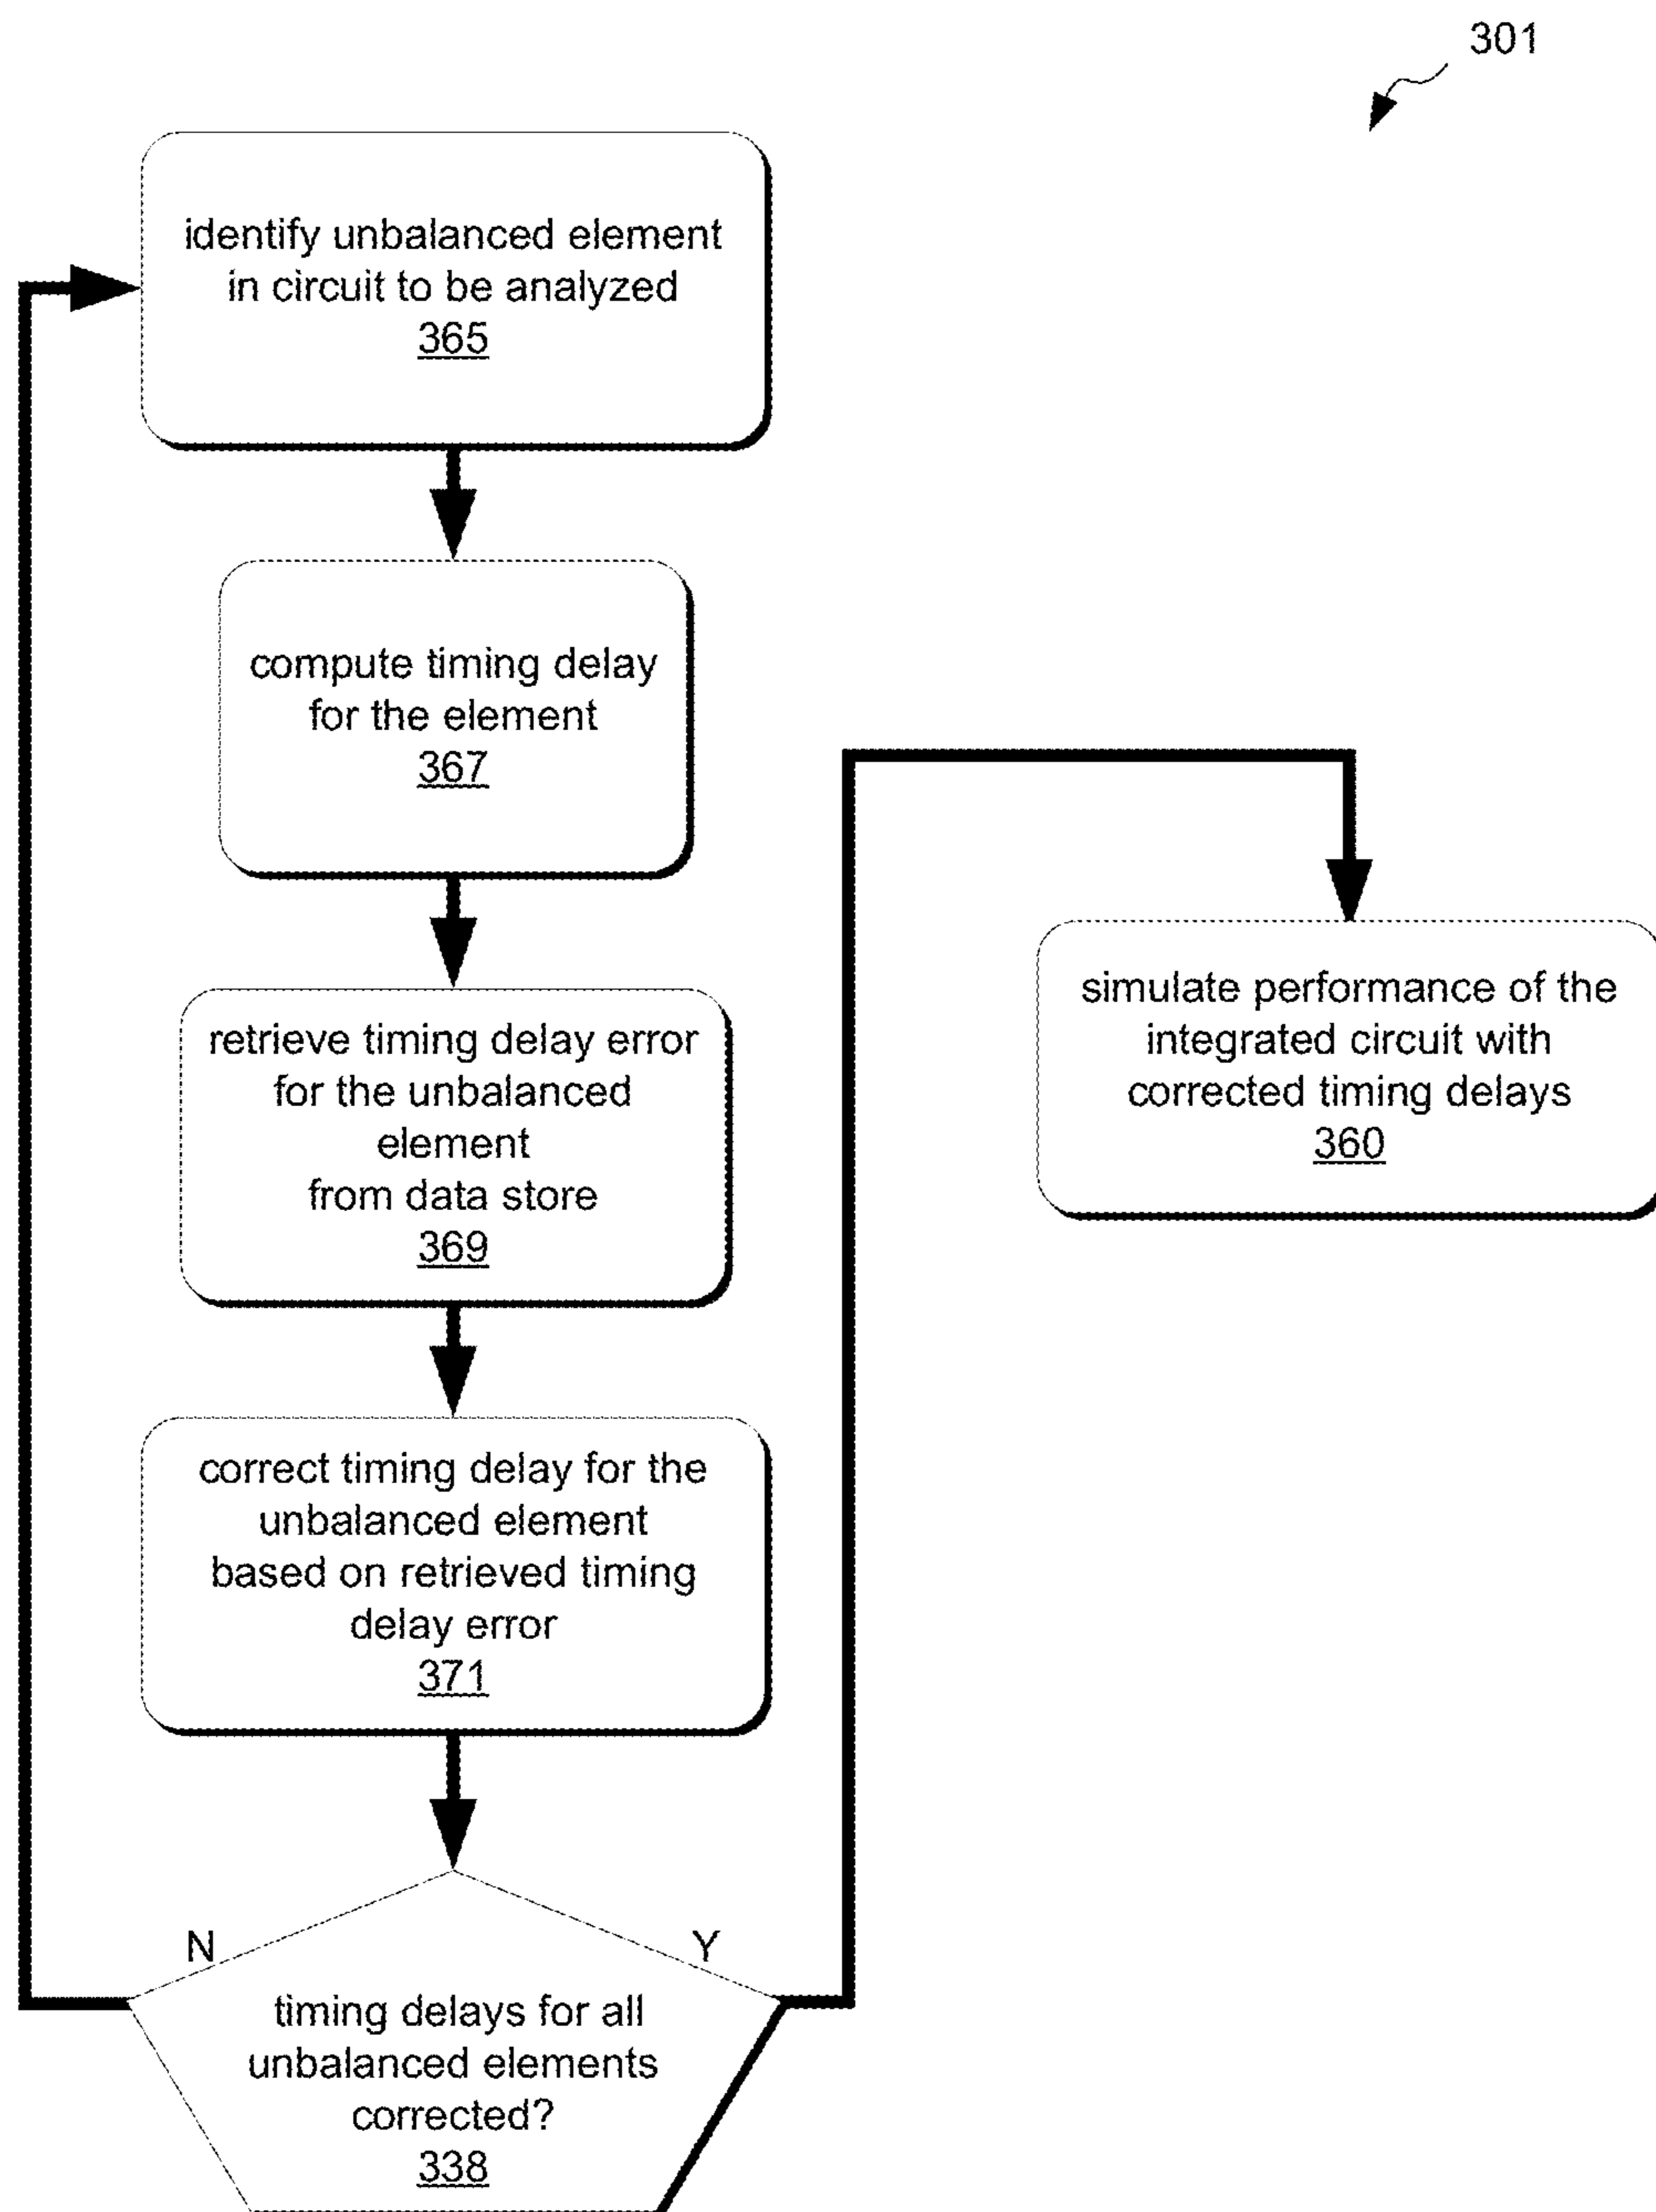 301
identify unbalanced element
in circuit to be analyzed
365
compute timing delay
for the element
367
retrieve timing delay error
for the unbalanced
element
from data store
369
correct timing delay for the
unbalanced element
based on retrieved timing
delay error
371
N
Y
timing delays for all
unbalanced elements
corrected?
338
simulate performance of the
integrated circuit with
corrected timing delays
360